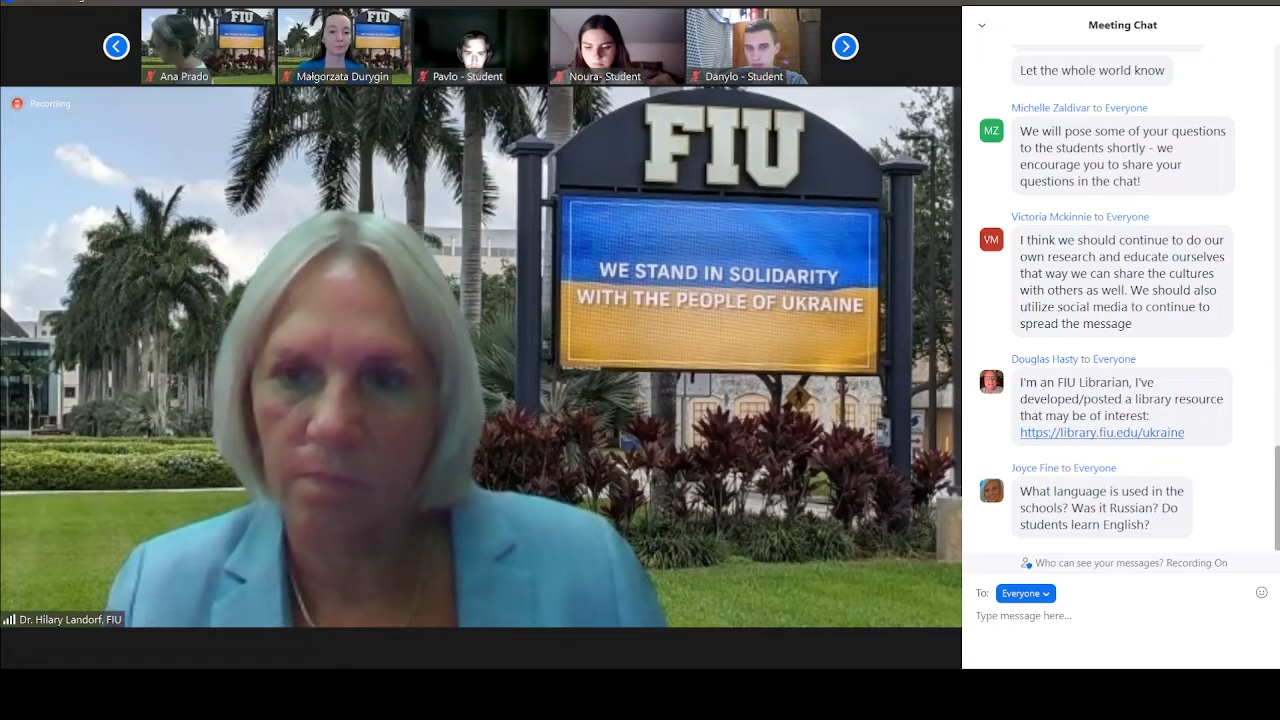 FIU
FIU
Ana Prado
Małgorzata Durygin
Pavlo - Student
Noura- Student
Danylo - Student
Recording
FIU
WE STAND IN SOLIDARITY
WITH THE PEOPLE OF UKRAINE
Dr. Hilary Landorf, FIU
Meeting Chat
Let the whole world know
Michelle Zaldivar to Everyone
MZ
We will pose some of your questions
to the students shortly - we
encourage you to share your
questions in the chat!
Victoria Mckinnie to Everyone
VM
I think we should continue to do our
own research and educate ourselves
that way we can share the cultures
with others as well. We should also
utilize social media to continue to
spread the message
Douglas Hasty to Everyone
I'm an FIU Librarian, I've
developed/posted a library resource
that may be of interest:
https://library.fiu.edu/ukraine
Joyce Fine to Everyone
What language is used in the
schools? Was it Russian? Do
students learn English?
Who can see your messages? Recording On
To: Everyone
Type message here...